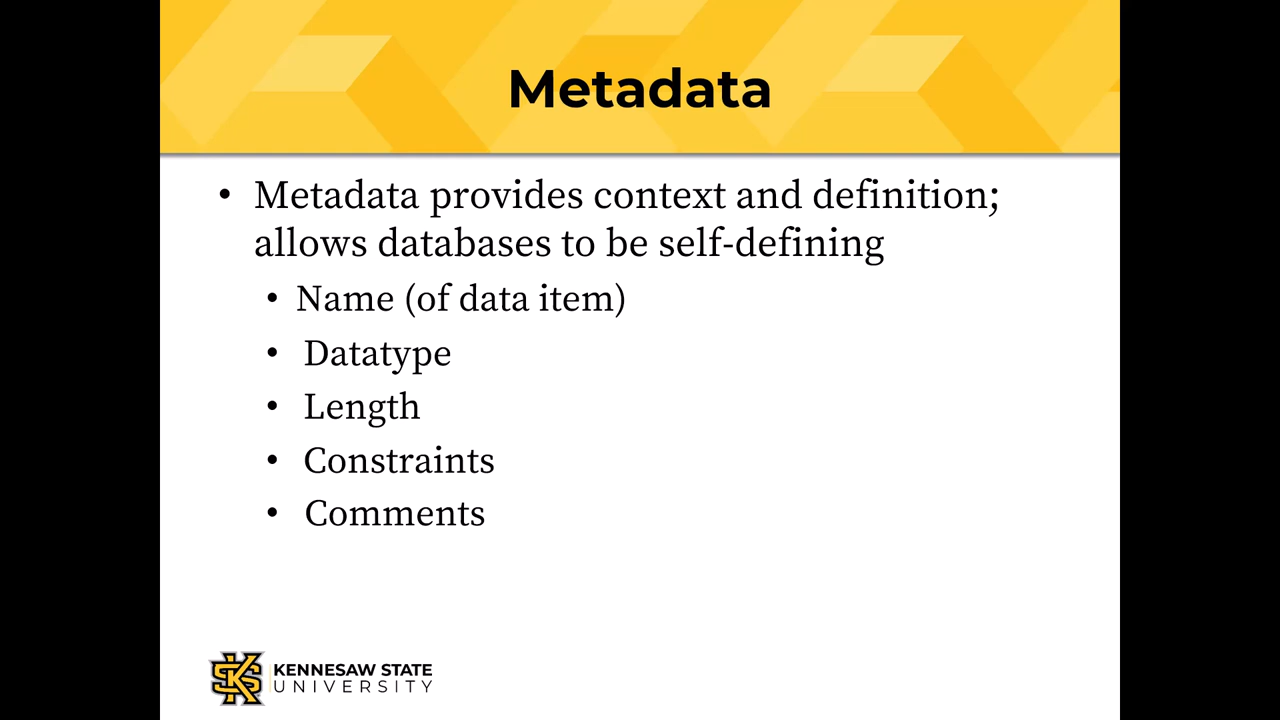 Metadata
• Metadata provides context and definition;
allows databases to be self-defining
• Name (of data item)
• Datatype
• Length
• Constraints
• Comments
KENNESAW STATE
UNIVERSITY